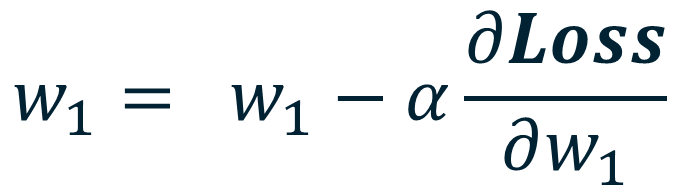 w₁ = w₁ − α ∂Loss/∂w₁